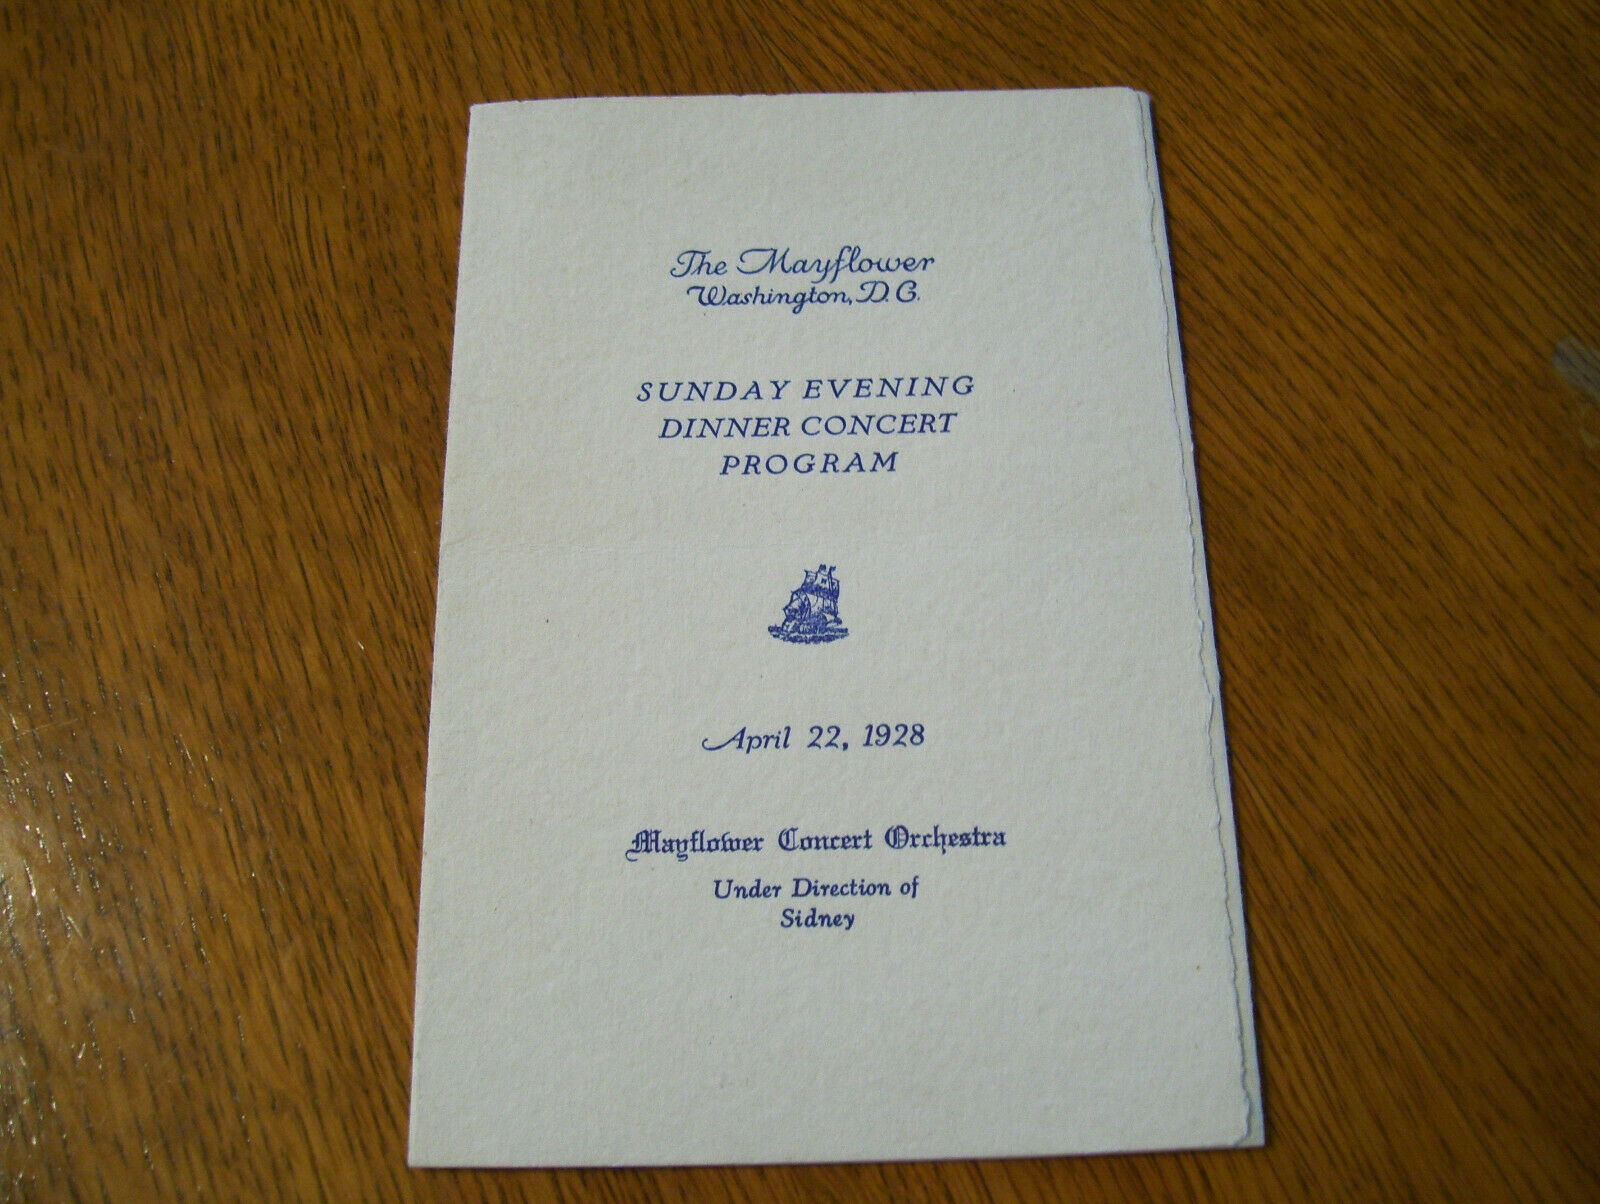 The Mayflower
Washington, D.C.
SUNDAY EVENING
DINNER CONCERT
PROGRAM
April 22, 1928
Mayflower Concert Orchestra
Under Direction of
Sidney